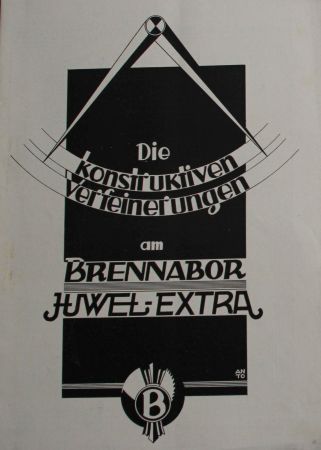 Die
konstruktiven
Verfeinerungen
am
BRENNABOR
JUWEL-EXTRA
AN
TO
B